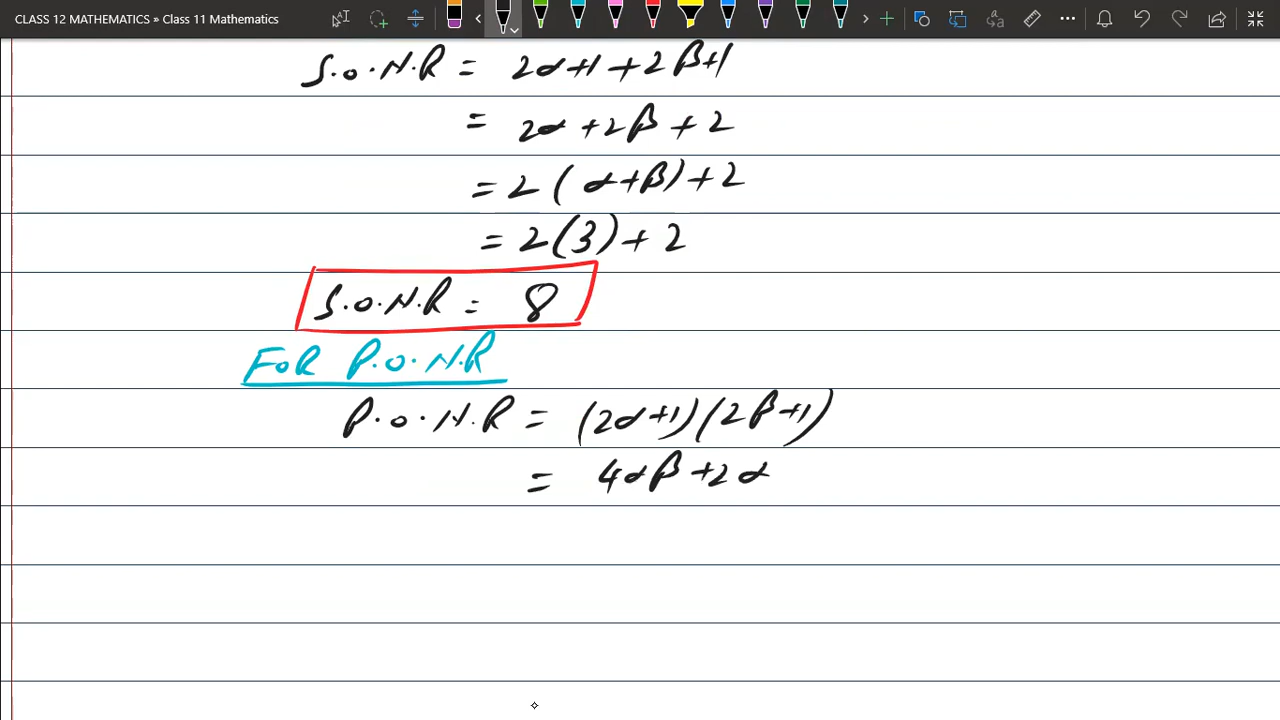 CLASS 12 MATHEMATICS » Class 11 Mathematics
S.O.N.R = 2α+1+2β+1
= 2α+2β+2
= 2(α+β)+2
= 2(3)+2
S.O.N.R = 8
FOR P.O.N.R
P.O.N.R = (2α+1)(2β+1)
= 4αβ+2α